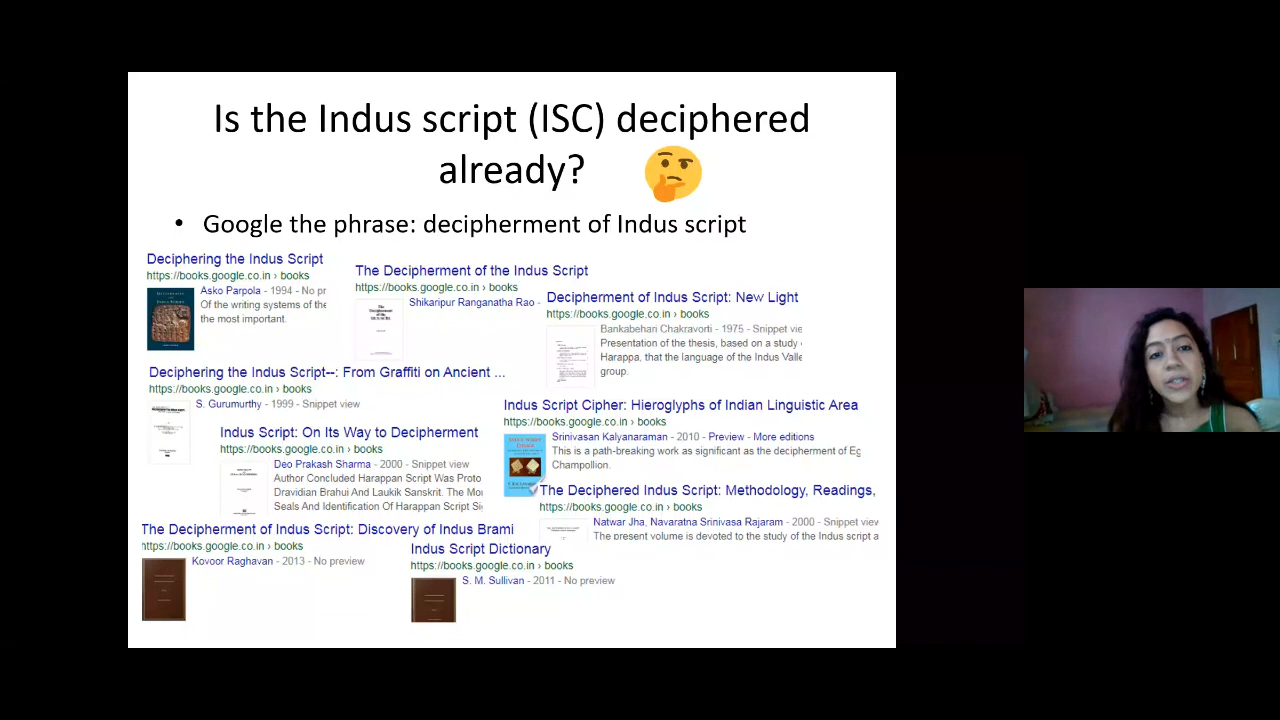 Is the Indus script (ISC) deciphered
already?
• Google the phrase: decipherment of Indus script
Deciphering the Indus Script
https://books.google.co.in › books
Asko Parpola - 1994 - No pr
Of the writing systems of the
the most important.
The Decipherment of the Indus Script
https://books.google.co.in › books
Shikaripur Ranganatha Rao -
Decipherment of Indus Script: New Light
https://books.google.co.in › books
Bankabehari Chakravorti - 1975 - Snippet vie
Presentation of the thesis, based on a study
Harappa, that the language of the Indus Valle
group.
Deciphering the Indus Script--: From Graffiti on Ancient ...
https://books.google.co.in › books
S. Gurumurthy - 1999 - Snippet view
Indus Script Cipher: Hieroglyphs of Indian Linguistic Area
https://books.google.co.in › books
Srinivasan Kalyanaraman - 2010 - Preview - More editions
This is a path-breaking work as significant as the decipherment of Eg
Champollion.
Indus Script: On Its Way to Decipherment
https://books.google.co.in › books
Deo Prakash Sharma - 2000 - Snippet view
Author Concluded Harappan Script Was Proto
Dravidian Brahui And Laukik Sanskrit. The Mo
Seals And Identification Of Harappan Script Si
The Deciphered Indus Script: Methodology, Readings,
https://books.google.co.in › books
Natwar Jha, Navaratna Srinivasa Rajaram - 2000 - Snippet view
The present volume is devoted to the study of the Indus script a
The Decipherment of Indus Script: Discovery of Indus Brami
https://books.google.co.in › books
Kovoor Raghavan - 2013 - No preview
Indus Script Dictionary
https://books.google.co.in › books
S. M. Sullivan - 2011 - No preview